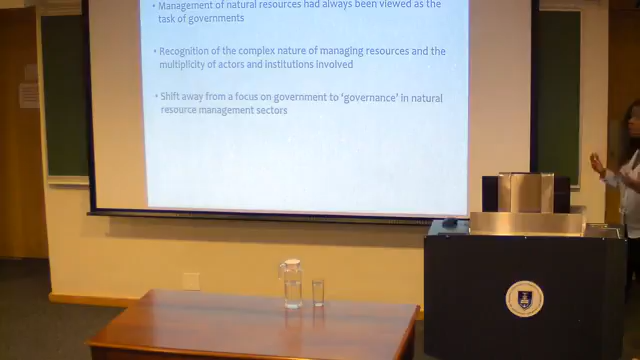 • Management of natural resources had always been viewed as the
task of governments
• Recognition of the complex nature of managing resources and the
multiplicity of actors and institutions involved
• Shift away from a focus on government to ‘governance’ in natural
resource management sectors